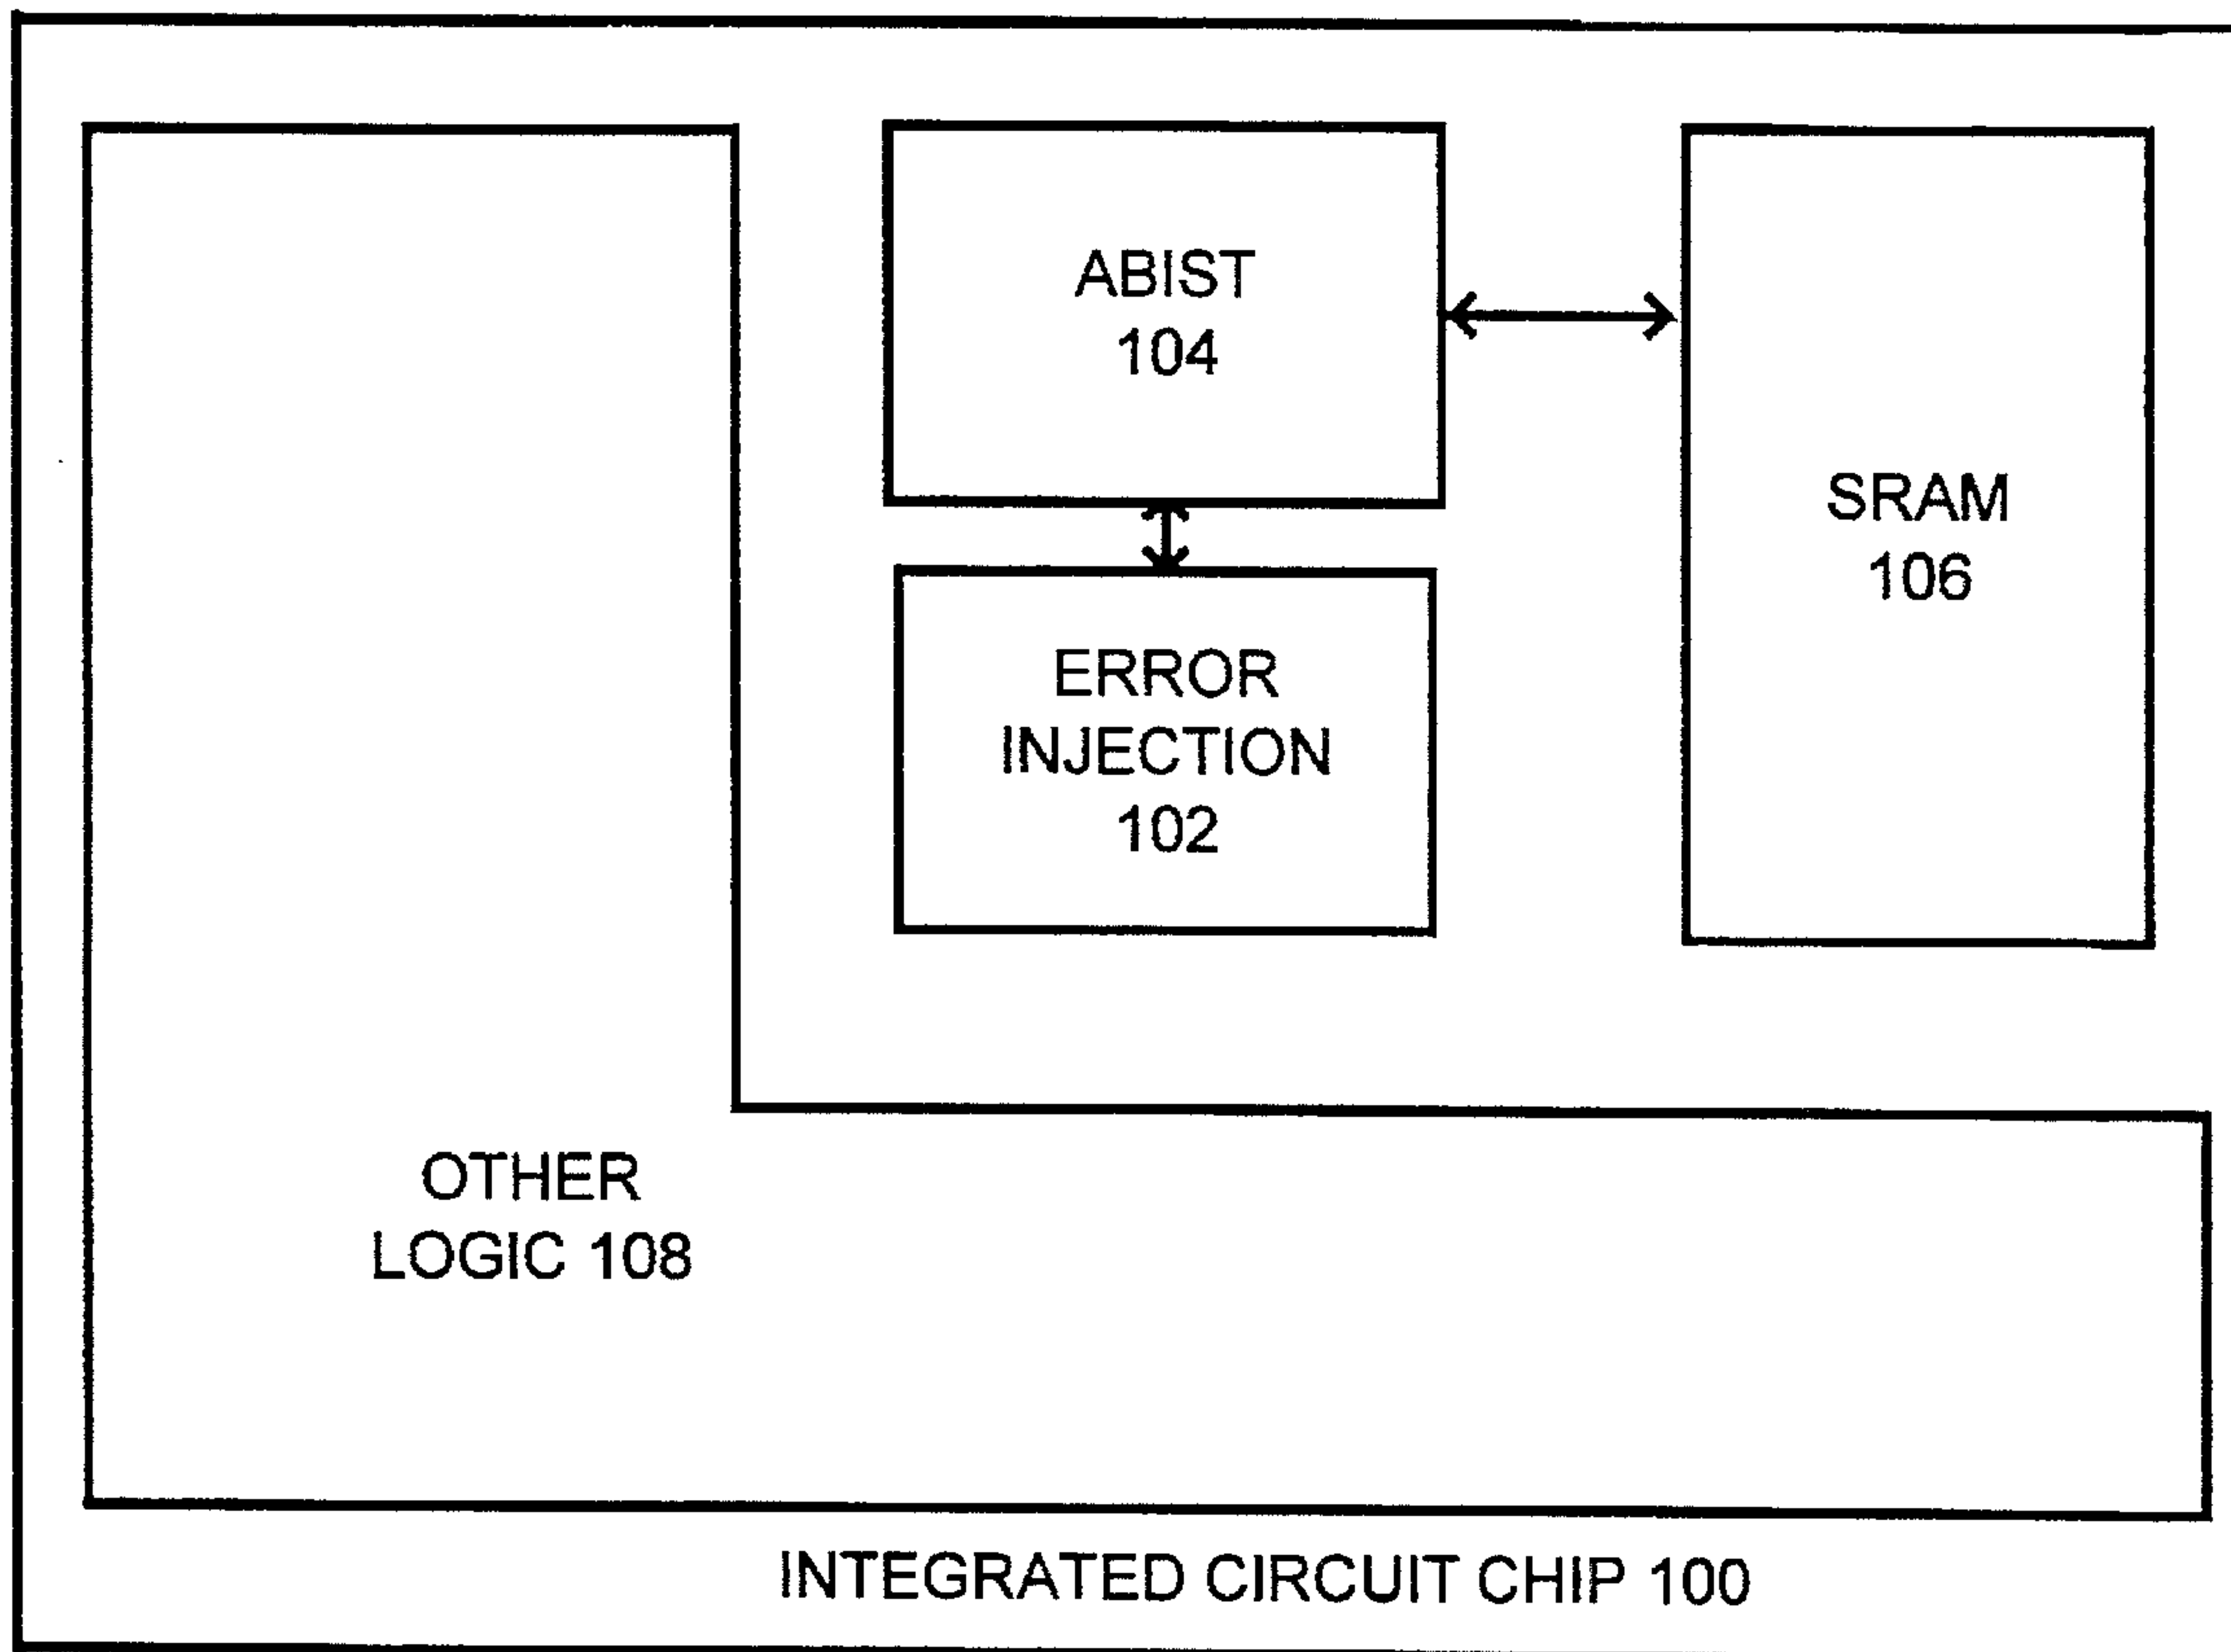 ABIST
104
SRAM
106
ERROR
INJECTION
102
OTHER
LOGIC 108
INTEGRATED CIRCUIT CHIP 100